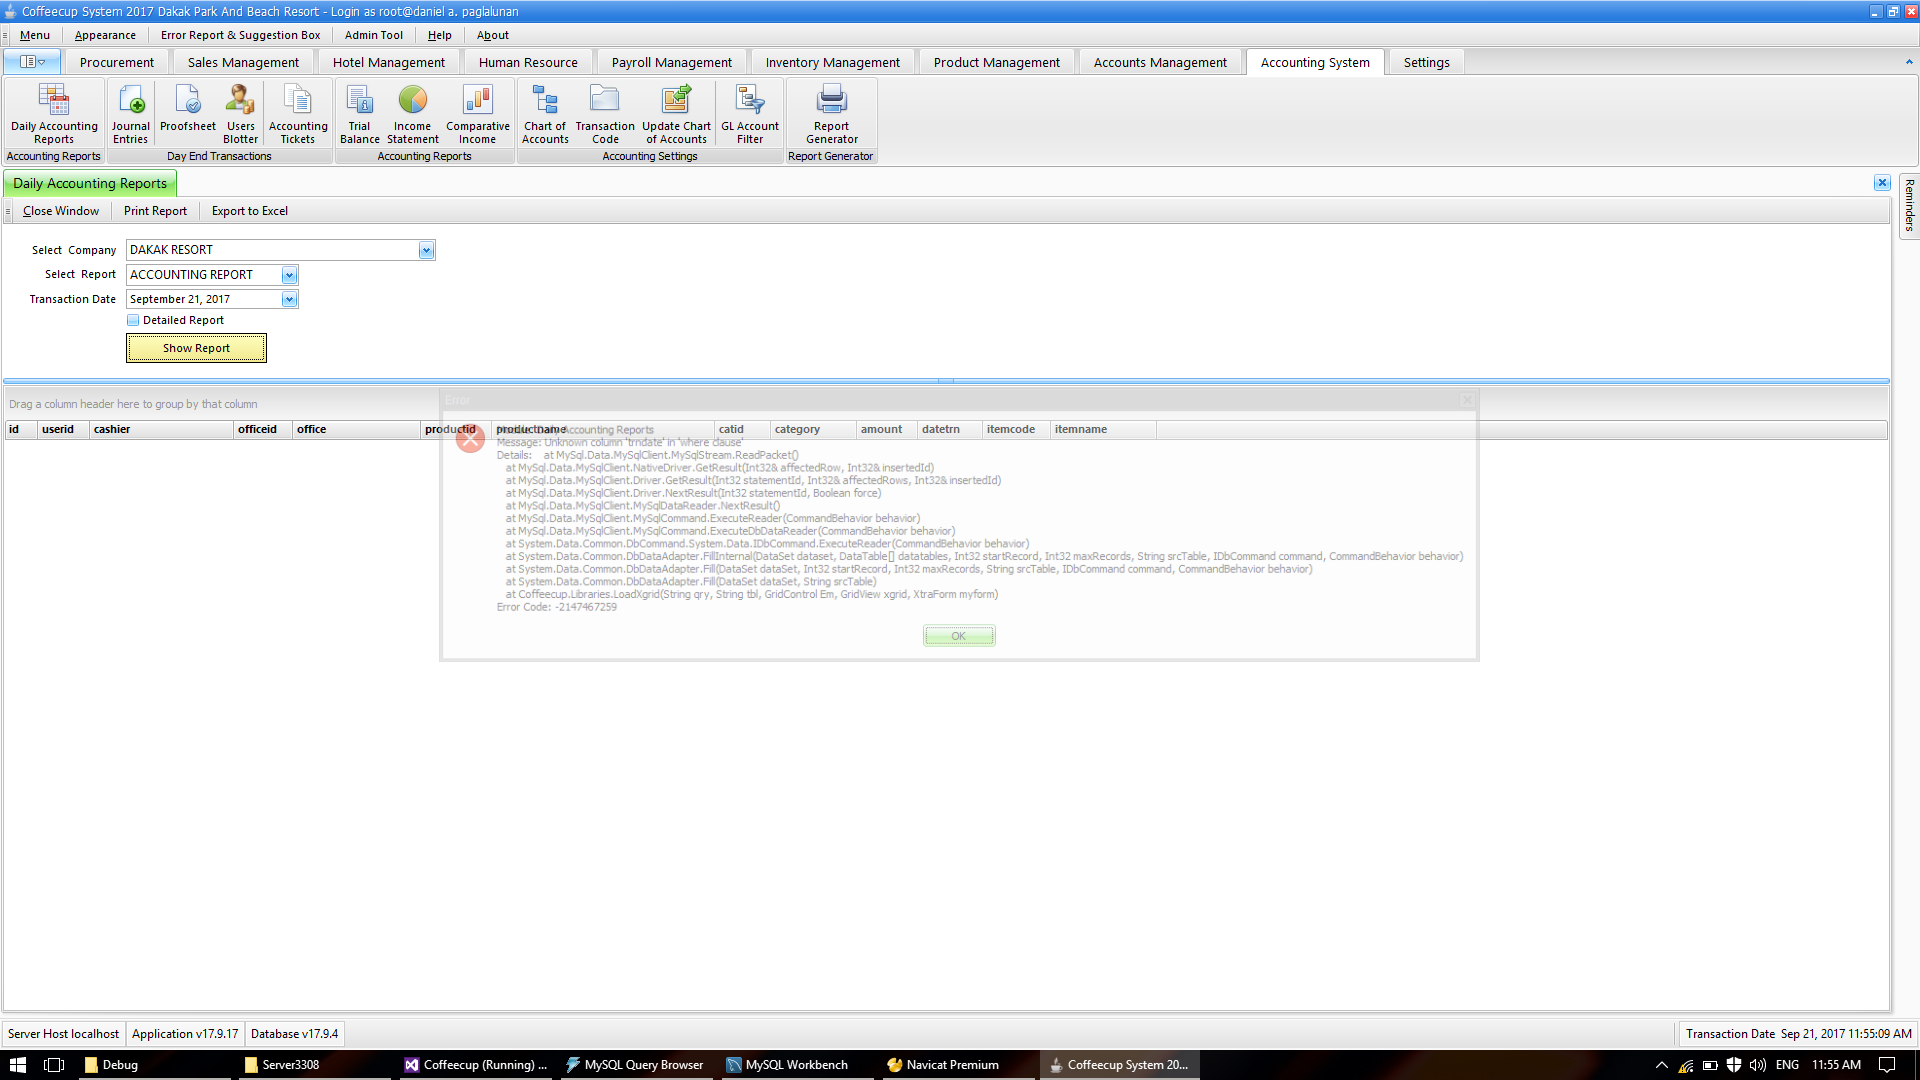 Coffeecup System 2017 Dakak Park And Beach Resort - Login as root@daniel a. paglalunan
Menu Appearance Error Report & Suggestion Box Admin Tool Help About
Procurement Sales Management Hotel Management Human Resource Payroll Management Inventory Management Product Management Accounts Management Accounting System Settings
Daily Accounting Journal Proofsheet Users Accounting Trial Income Comparative Chart of Transaction Update Chart GL Account Report
Reports Entries Blotter Tickets Balance Statement Income Accounts Code of Accounts Filter Generator
Accounting Reports Day End Transactions Accounting Reports Accounting Settings Report Generator
Daily Accounting Reports
Reminders
Close Window Print Report Export to Excel
Select Company DAKAK RESORT
Select Report ACCOUNTING REPORT
Transaction Date September 21, 2017
Detailed Report
Show Report
Drag a column header here to group by that column
Error
id userid cashier officeid office productid productname catid category amount datetrn itemcode itemname
Daily Accounting Reports
Message: Unknown column 'trndate' in 'where clause'
Details: at MySql.Data.MySqlClient.MySqlStream.ReadPacket()
at MySql.Data.MySqlClient.NativeDriver.GetResult(Int32& affectedRow, Int32& insertedId)
at MySql.Data.MySqlClient.Driver.GetResult(Int32 statementId, Int32& affectedRows, Int32& insertedId)
at MySql.Data.MySqlClient.Driver.NextResult(Int32 statementId, Boolean force)
at MySql.Data.MySqlClient.MySqlDataReader.NextResult()
at MySql.Data.MySqlClient.MySqlCommand.ExecuteReader(CommandBehavior behavior)
at MySql.Data.MySqlClient.MySqlCommand.ExecuteDbDataReader(CommandBehavior behavior)
at System.Data.Common.DbCommand.System.Data.IDbCommand.ExecuteReader(CommandBehavior behavior)
at System.Data.Common.DbDataAdapter.FillInternal(DataSet dataset, DataTable[] datatables, Int32 startRecord, Int32 maxRecords, String srcTable, IDbCommand command, CommandBehavior behavior)
at System.Data.Common.DbDataAdapter.Fill(DataSet dataSet, Int32 startRecord, Int32 maxRecords, String srcTable, IDbCommand command, CommandBehavior behavior)
at System.Data.Common.DbDataAdapter.Fill(DataSet dataSet, String srcTable)
at Coffeecup.Libraries.LoadXgrid(String qry, String tbl, GridControl Em, GridView xgrid, XtraForm myform)
Error Code: -2147467259
OK
Server Host localhost Application v17.9.17 Database v17.9.4 Transaction Date Sep 21, 2017 11:55:09 AM
Debug Server3308 Coffeecup (Running) ... MySQL Query Browser MySQL Workbench Navicat Premium Coffeecup System 20... ENG 11:55 AM